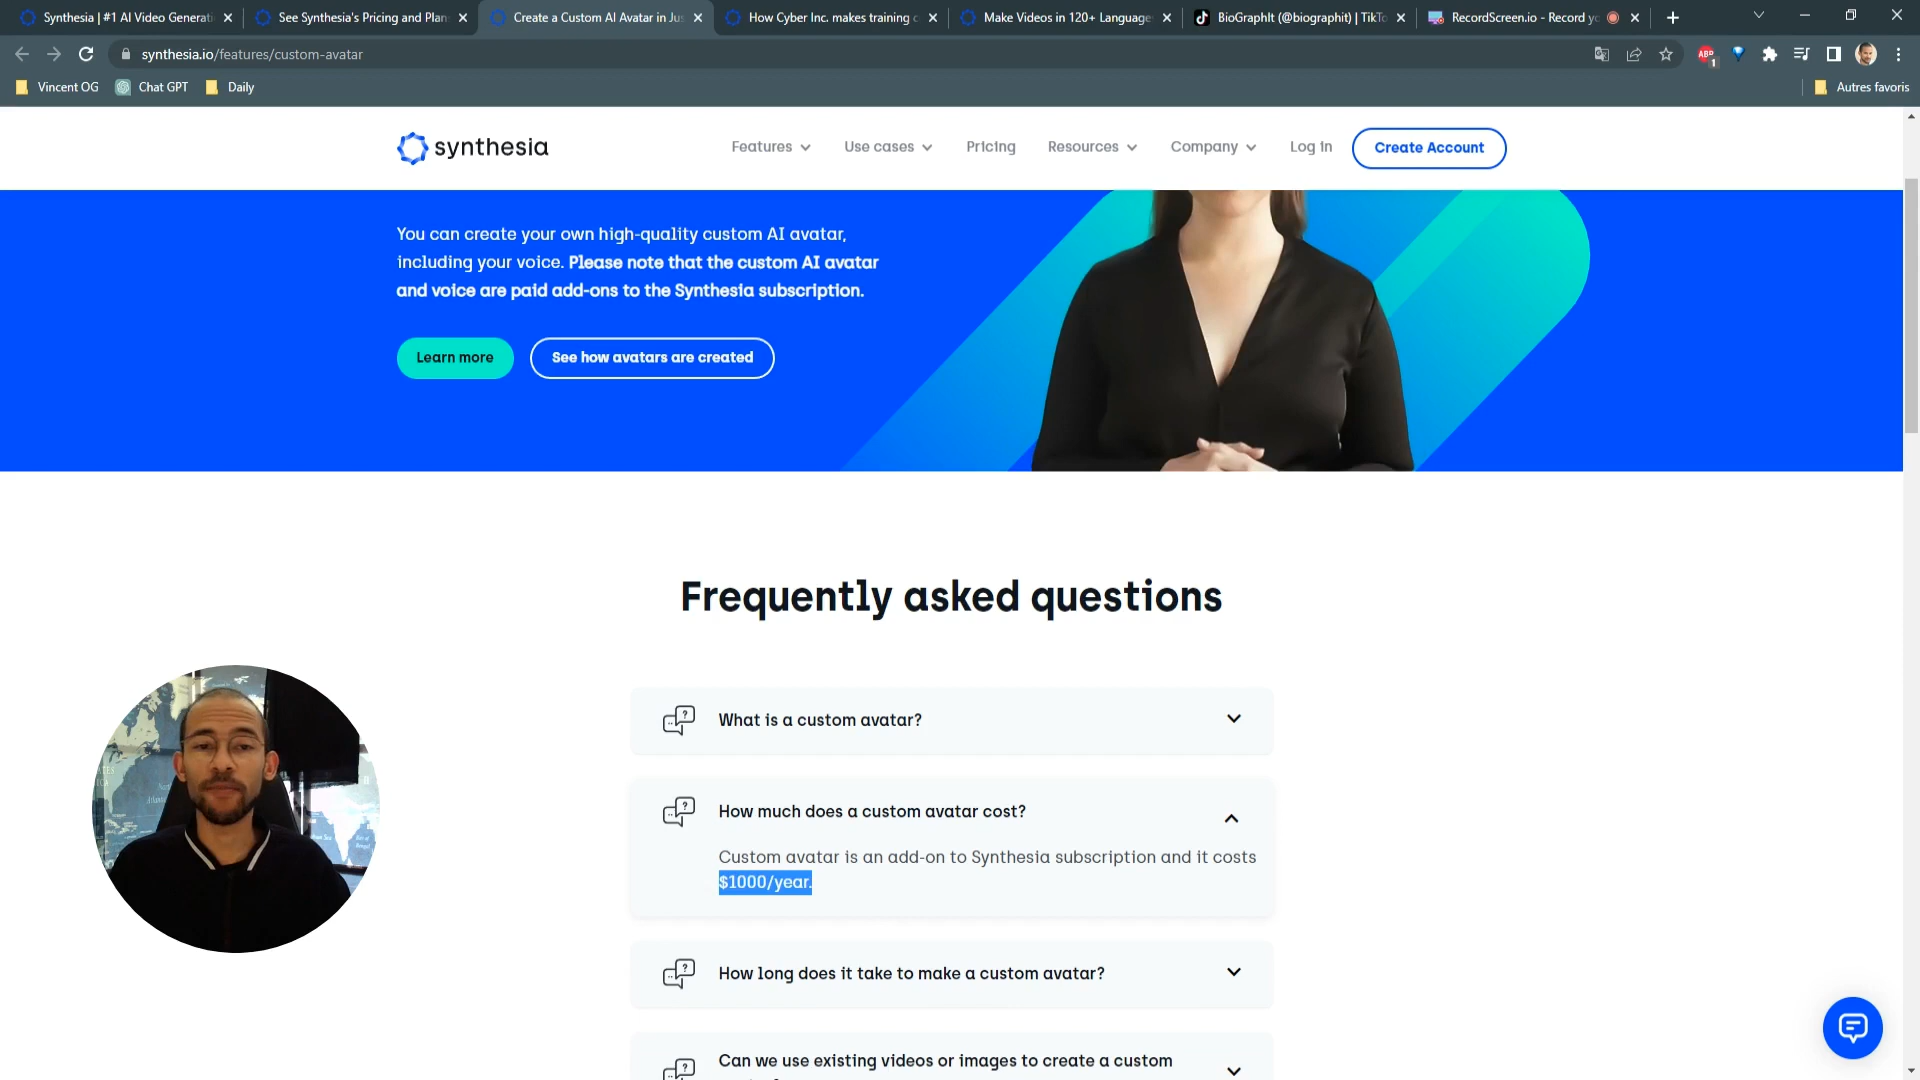 Synthesia | #1 AI Video Generati
See Synthesia's Pricing and Plan
Create a Custom AI Avatar in Ju
How Cyber Inc. makes training c
Make Videos in 120+ Language
BioGraphIt (@biographit) | TikTo
RecordScreen.io - Record yo
synthesia.io/features/custom-avatar
ABP
1
Vincent OG
Chat GPT
Daily
Autres favoris
synthesia
Features
Use cases
Pricing
Resources
Company
Log in
Create Account
You can create your own high-quality custom AI avatar,
including your voice. Please note that the custom AI avatar
and voice are paid add-ons to the Synthesia subscription.
Learn more
See how avatars are created
Frequently asked questions
What is a custom avatar?
How much does a custom avatar cost?
Custom avatar is an add-on to Synthesia subscription and it costs
$1000/year.
How long does it take to make a custom avatar?
Can we use existing videos or images to create a custom